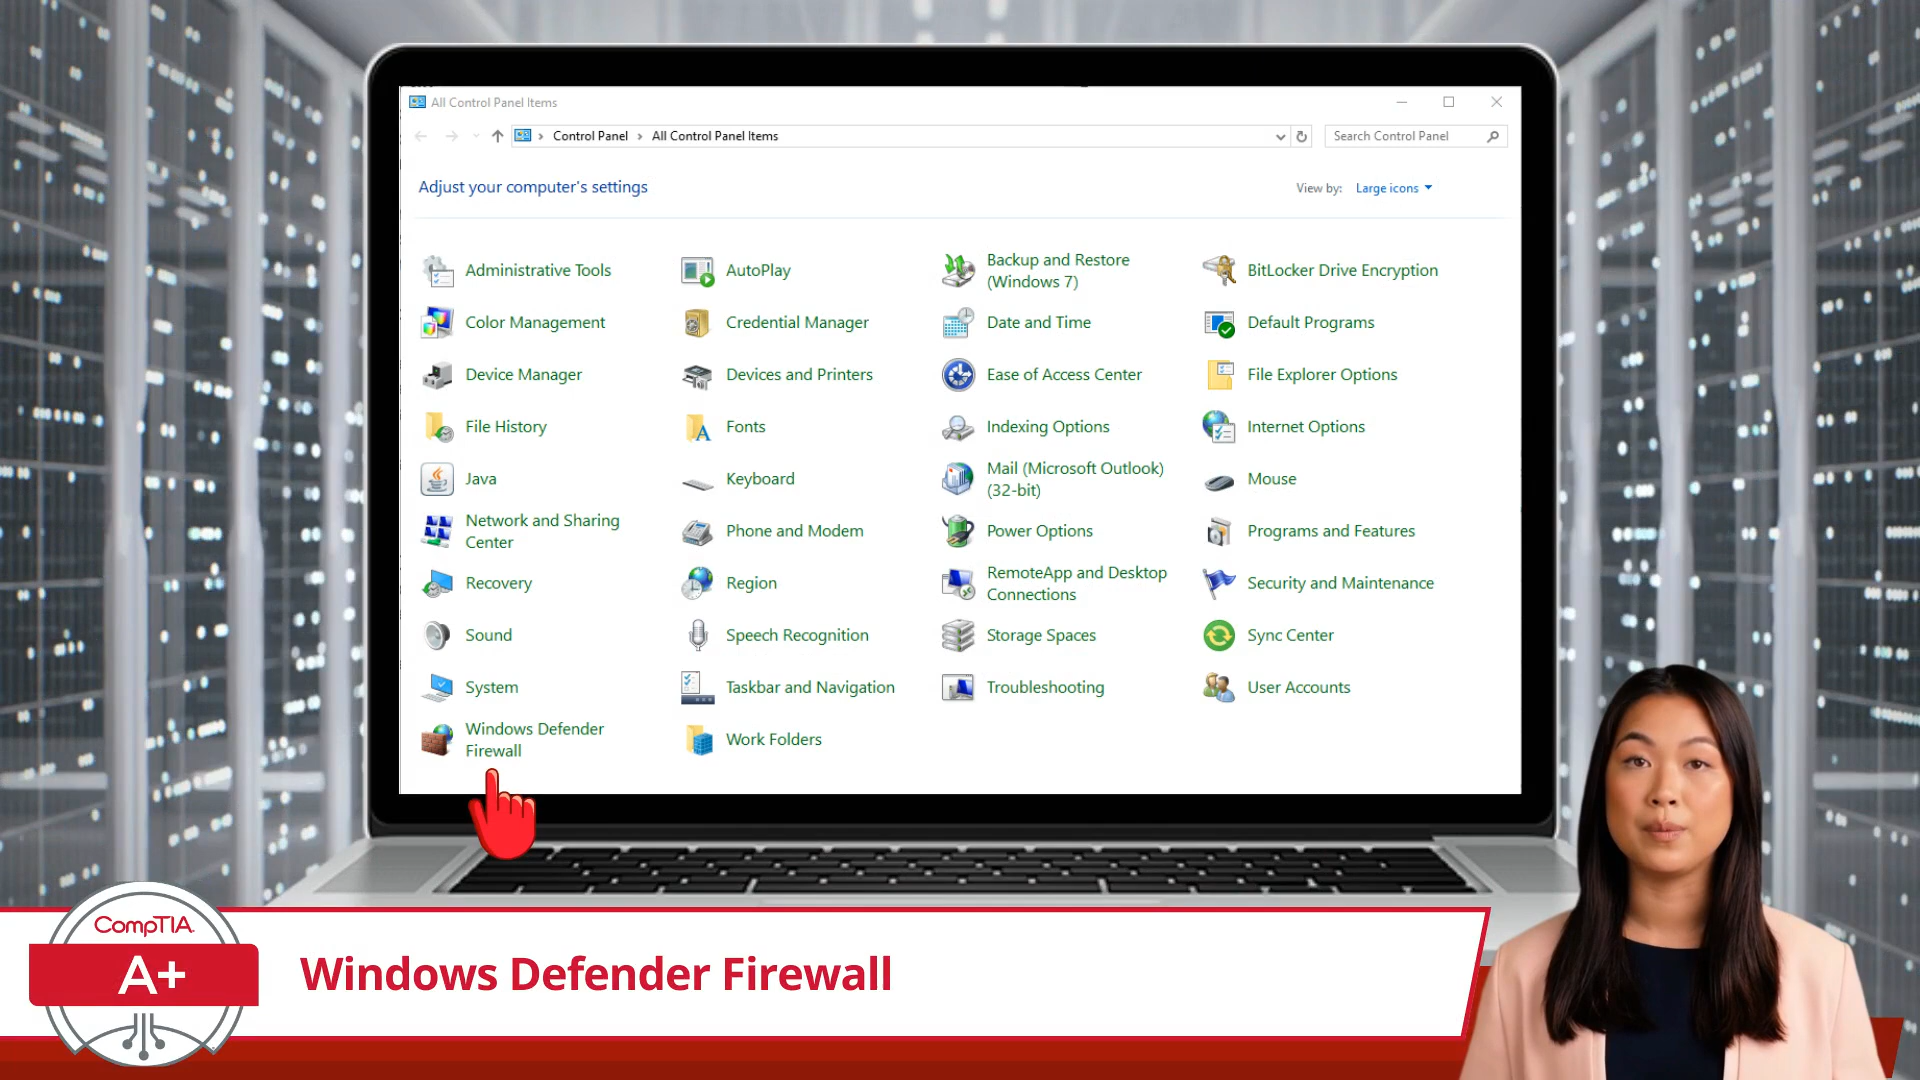 All Control Panel Items
Control Panel > All Control Panel Items
Search Control Panel
Adjust your computer's settings
View by: Large icons
Administrative Tools
AutoPlay
Backup and Restore
(Windows 7)
BitLocker Drive Encryption
Color Management
Credential Manager
Date and Time
Default Programs
Device Manager
Devices and Printers
Ease of Access Center
File Explorer Options
File History
Fonts
Indexing Options
Internet Options
Java
Keyboard
Mail (Microsoft Outlook)
(32-bit)
Mouse
Network and Sharing
Center
Phone and Modem
Power Options
Programs and Features
Recovery
Region
RemoteApp and Desktop
Connections
Security and Maintenance
Sound
Speech Recognition
Storage Spaces
Sync Center
System
Taskbar and Navigation
Troubleshooting
User Accounts
Windows Defender
Firewall
Work Folders
CompTIA
A+
Windows Defender Firewall